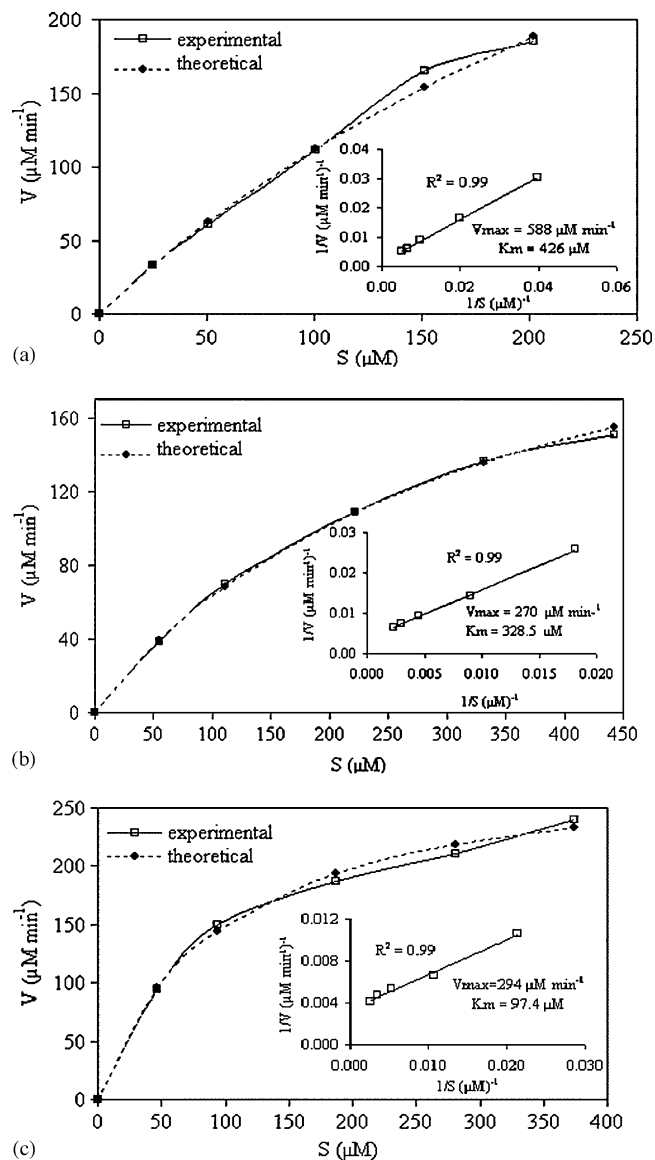 200
experimental
theoretical
150
V (µM min⁻¹)
100
50
0
0.04
R² = 0.99
0.03
1/V (µM min⁻¹)⁻¹
0.02
Vmax = 588 µM min⁻¹
Km = 426 µM
0.01
0.00
0.00 0.02 0.04 0.06
1/S (µM)⁻¹
0 50 100 150 200 250
(a)
S (µM)
160
experimental
theoretical
120
V (µM min⁻¹)
80
40
0
0.03
R² = 0.99
0.02
1/V (µM min⁻¹)⁻¹
Vmax = 270 µM min⁻¹
Km = 328.5 uM
0.01
0.00
0.000 0.005 0.010 0.015 0.020
1/S (µM)⁻¹
0 50 100 150 200 250 300 350 400 450
(b)
S (µM)
250
experimental
theoretical
200
150
V (µM min⁻¹)
100
50
0
0.012
R² = 0.99
0.008
1/V (µM min⁻¹)⁻¹
Vmax=294 µM min⁻¹
Km = 97.4 µM
0.004
0.000
0.000 0.010 0.020 0.030
1/S (µM)⁻¹
0 50 100 150 200 250 300 350 400
(c)
S (µM)